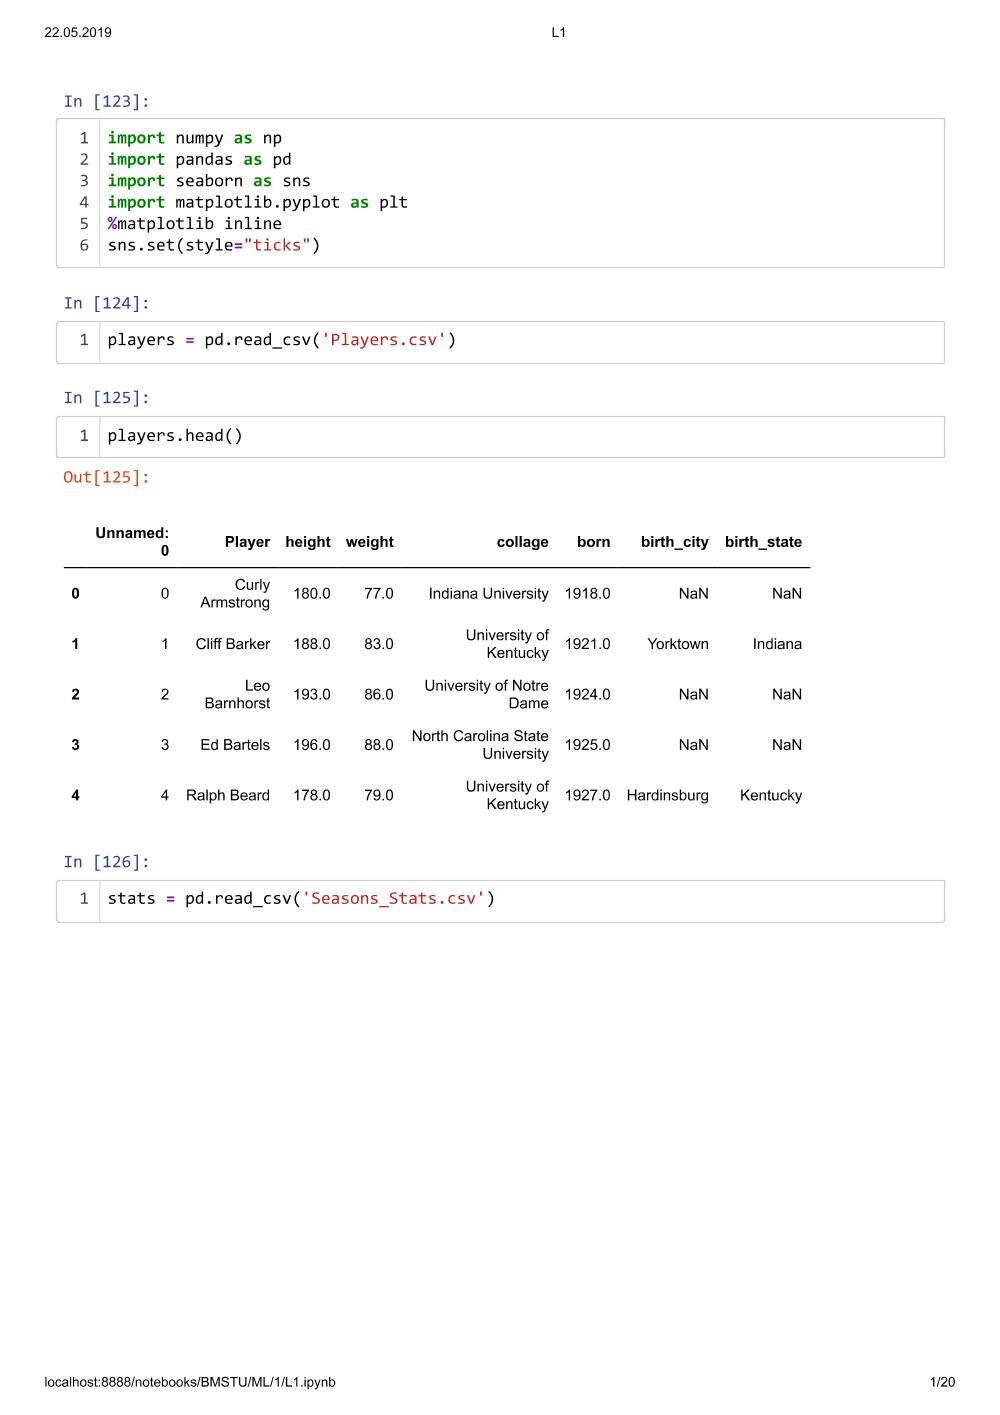 22.05.2019 L1
In [123]:
1 import numpy as np
2 import pandas as pd
3 import seaborn as sns
4 import matplotlib.pyplot as plt
5 %matplotlib inline
6 sns.set(style="ticks")
In [124]:
1 players = pd.read_csv('Players.csv')
In [125]:
1 players.head()
Out[125]:
Unnamed: 0 Player height weight collage born birth_city birth_state
0 0 Curly Armstrong 180.0 77.0 Indiana University 1918.0 NaN NaN
1 1 Cliff Barker 188.0 83.0 University of Kentucky 1921.0 Yorktown Indiana
2 2 Leo Barnhorst 193.0 86.0 University of Notre Dame 1924.0 NaN NaN
3 3 Ed Bartels 196.0 88.0 North Carolina State University 1925.0 NaN NaN
4 4 Ralph Beard 178.0 79.0 University of Kentucky 1927.0 Hardinsburg Kentucky
In [126]:
1 stats = pd.read_csv('Seasons_Stats.csv')
localhost:8888/notebooks/BMSTU/ML/1/L1.ipynb 1/20